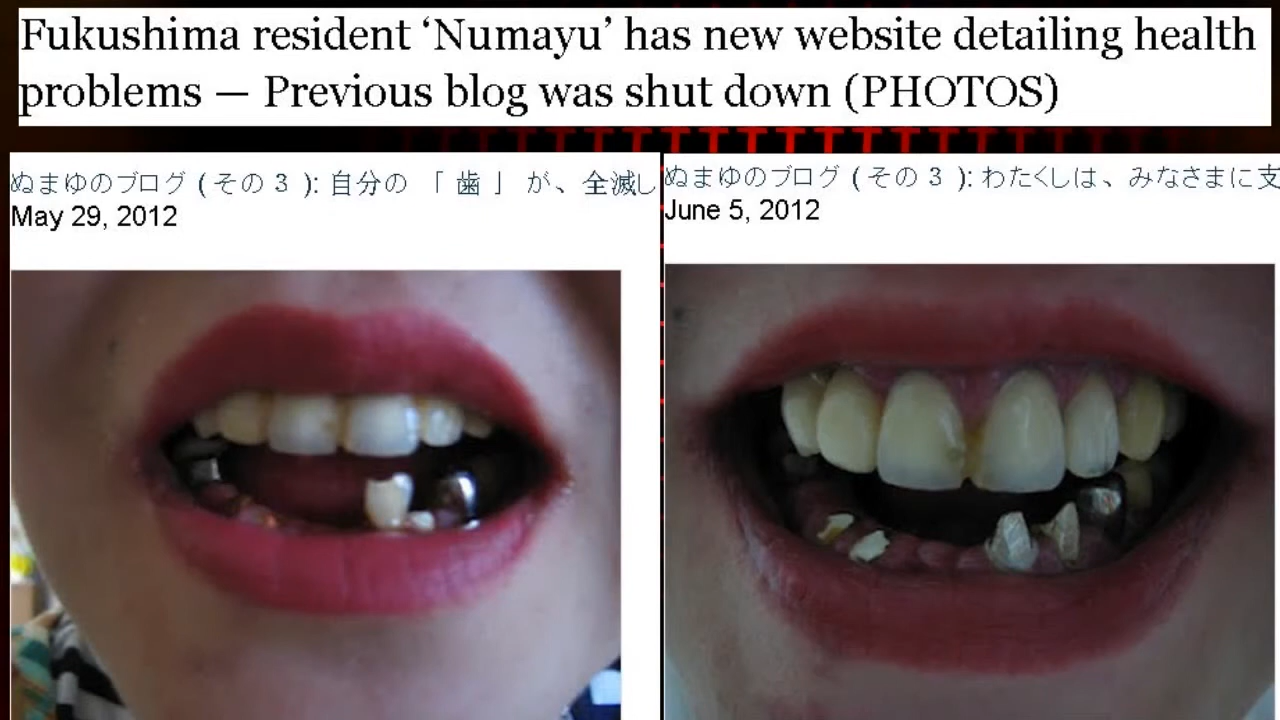 Fukushima resident ‘Numayu’ has new website detailing health
problems — Previous blog was shut down (PHOTOS)
ぬまゆのブログ (その3 ): 自分の 「 歯 」 が、全滅し
May 29, 2012
ぬまゆのブログ (その3 ): わたくしは、みなさまに支
June 5, 2012